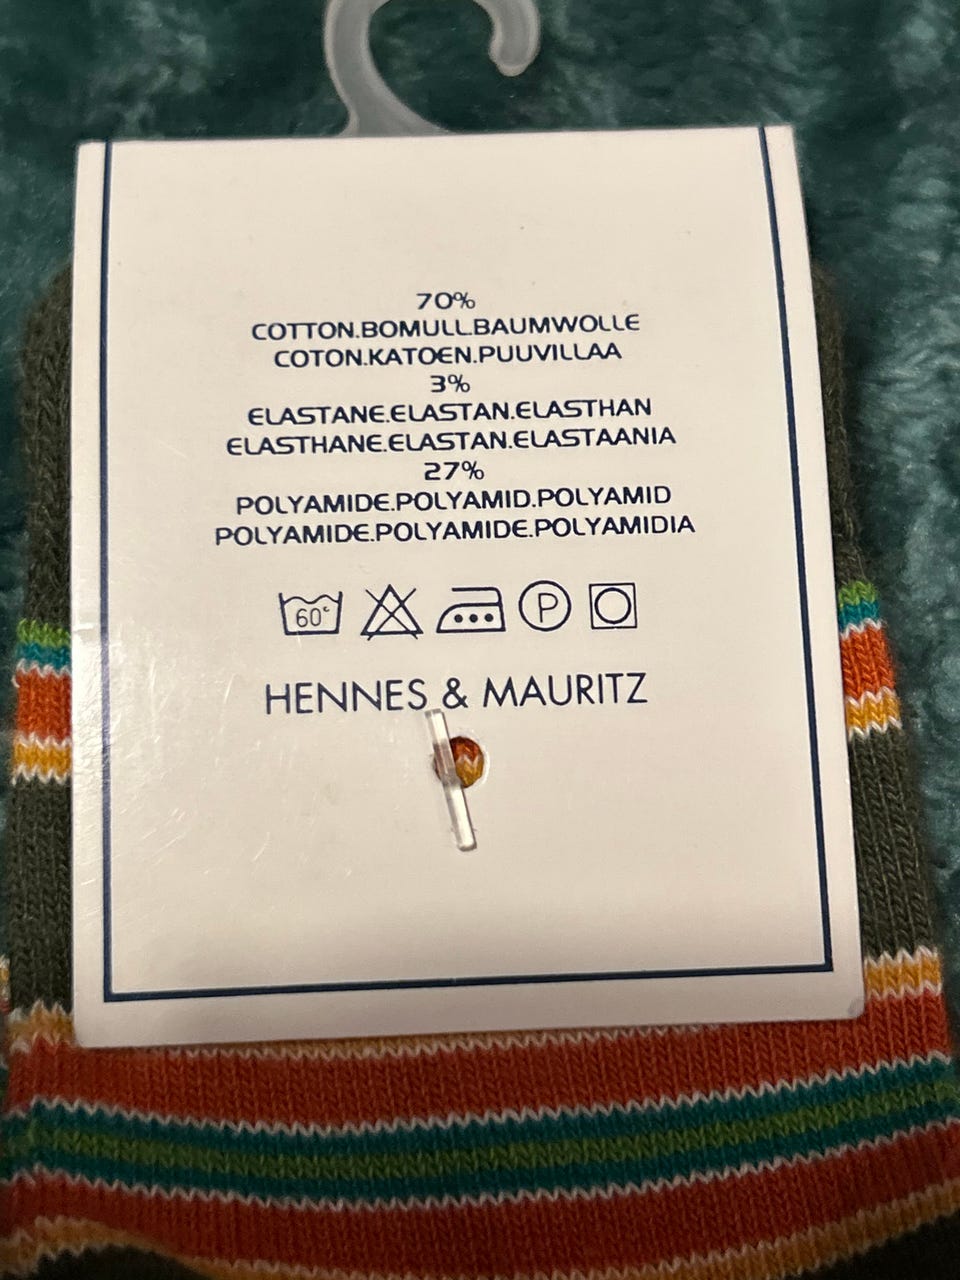 70%
COTTON.BOMULL.BAUMWOLLE
COTON.KATOEN.PUUVILLAA
3%
ELASTANE.ELASTAN.ELASTHAN
ELASTHANE.ELASTAN.ELASTAANIA
27%
POLYAMIDE.POLYAMID.POLYAMID
POLYAMIDE.POLYAMIDE.POLYAMIDIA
60°c P
HENNES & MAURITZ